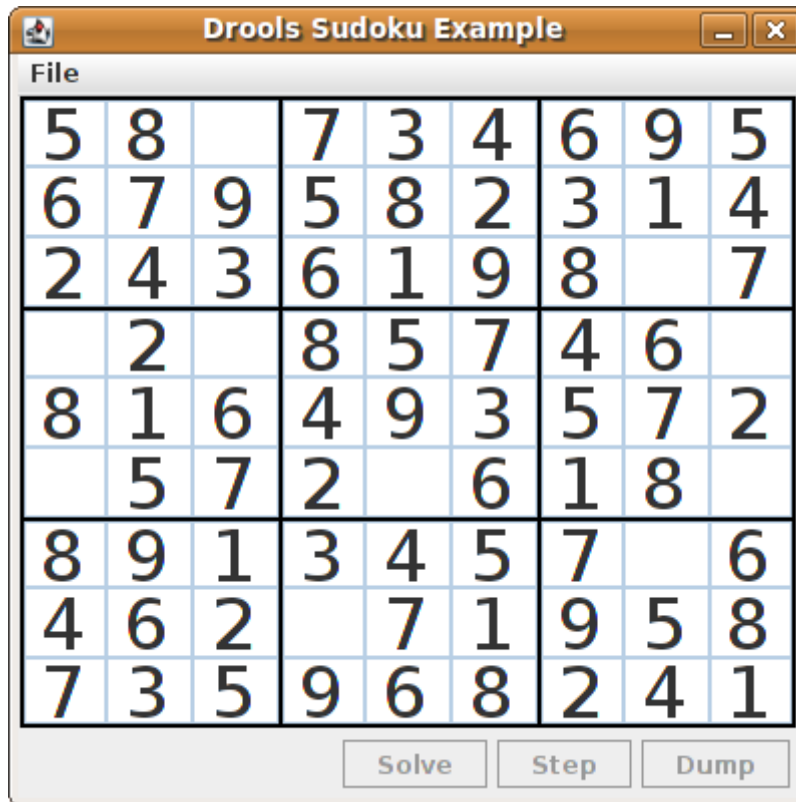 Drools Sudoku Example
File
5 8 7 3 4 6 9 5
6 7 9 5 8 2 3 1 4
2 4 3 6 1 9 8 7
2 8 5 7 4 6
8 1 6 4 9 3 5 7 2
5 7 2 6 1 8
8 9 1 3 4 5 7 6
4 6 2 7 1 9 5 8
7 3 5 9 6 8 2 4 1
Solve Step Dump